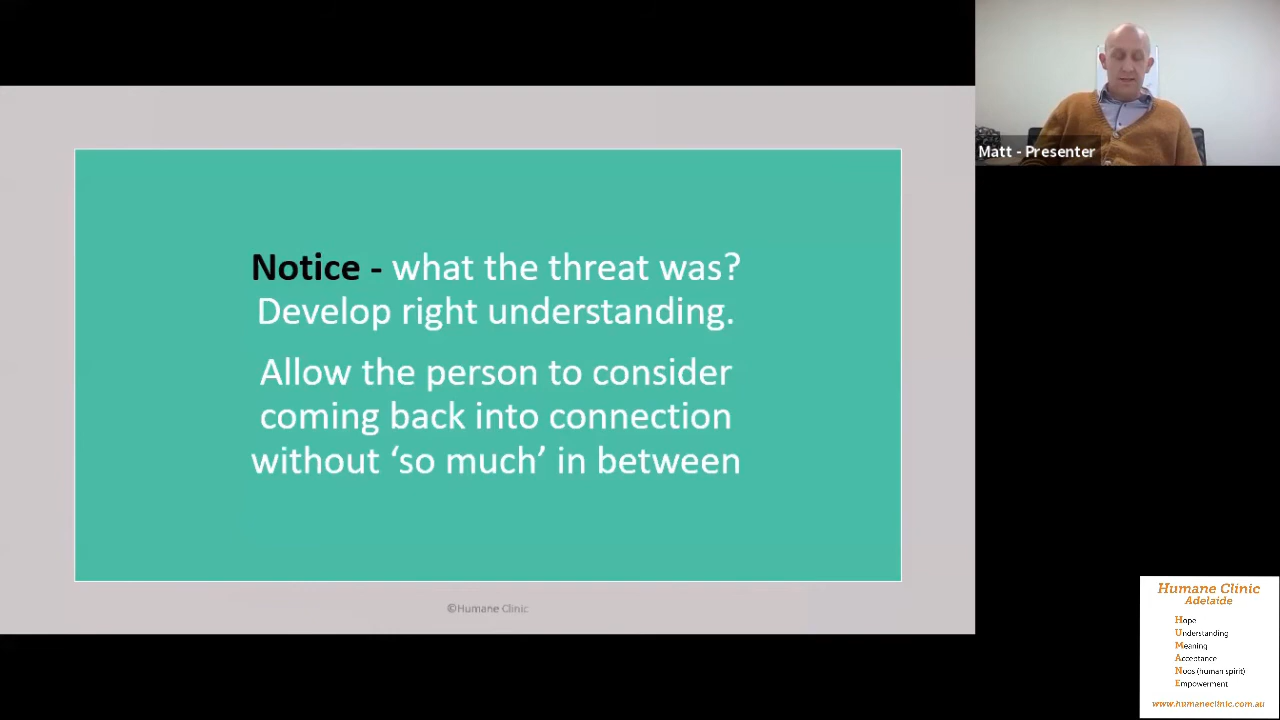 Notice - what the threat was?
Develop right understanding.
Allow the person to consider
coming back into connection
without ‘so much’ in between
©Humane Clinic
Matt - Presenter
Humane Clinic
Adelaide
Hope
Understanding
Meaning
Acceptance
Noos (human spirit)
Empowerment
www.humaneclinic.com.au